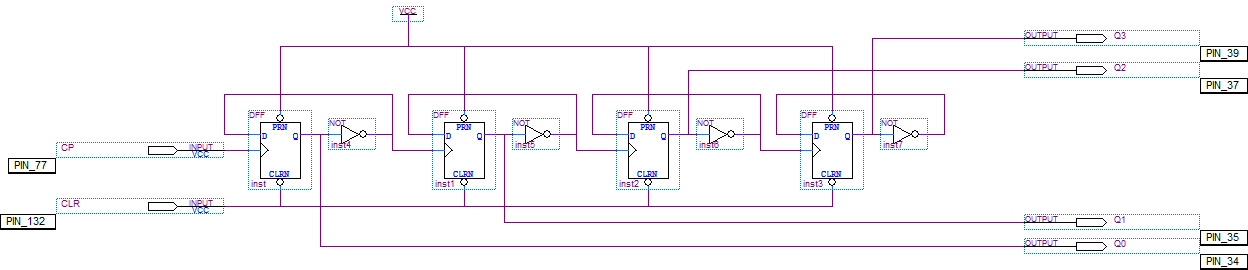 VCC
OUTPUT Q3
PIN_39
OUTPUT Q2
PIN_37
DFF DFF DFF DFF
PRN NOT PRN NOT PRN NOT PRN NOT
D Q D Q D Q D Q
inst4 inst5 inst6 inst7
CP INPUT
VCC
PIN_77
CLRN CLRN CLRN CLRN
inst inst1 inst2 inst3
CLR INPUT
VCC
PIN_132
OUTPUT Q1
PIN_35
OUTPUT Q0
PIN_34